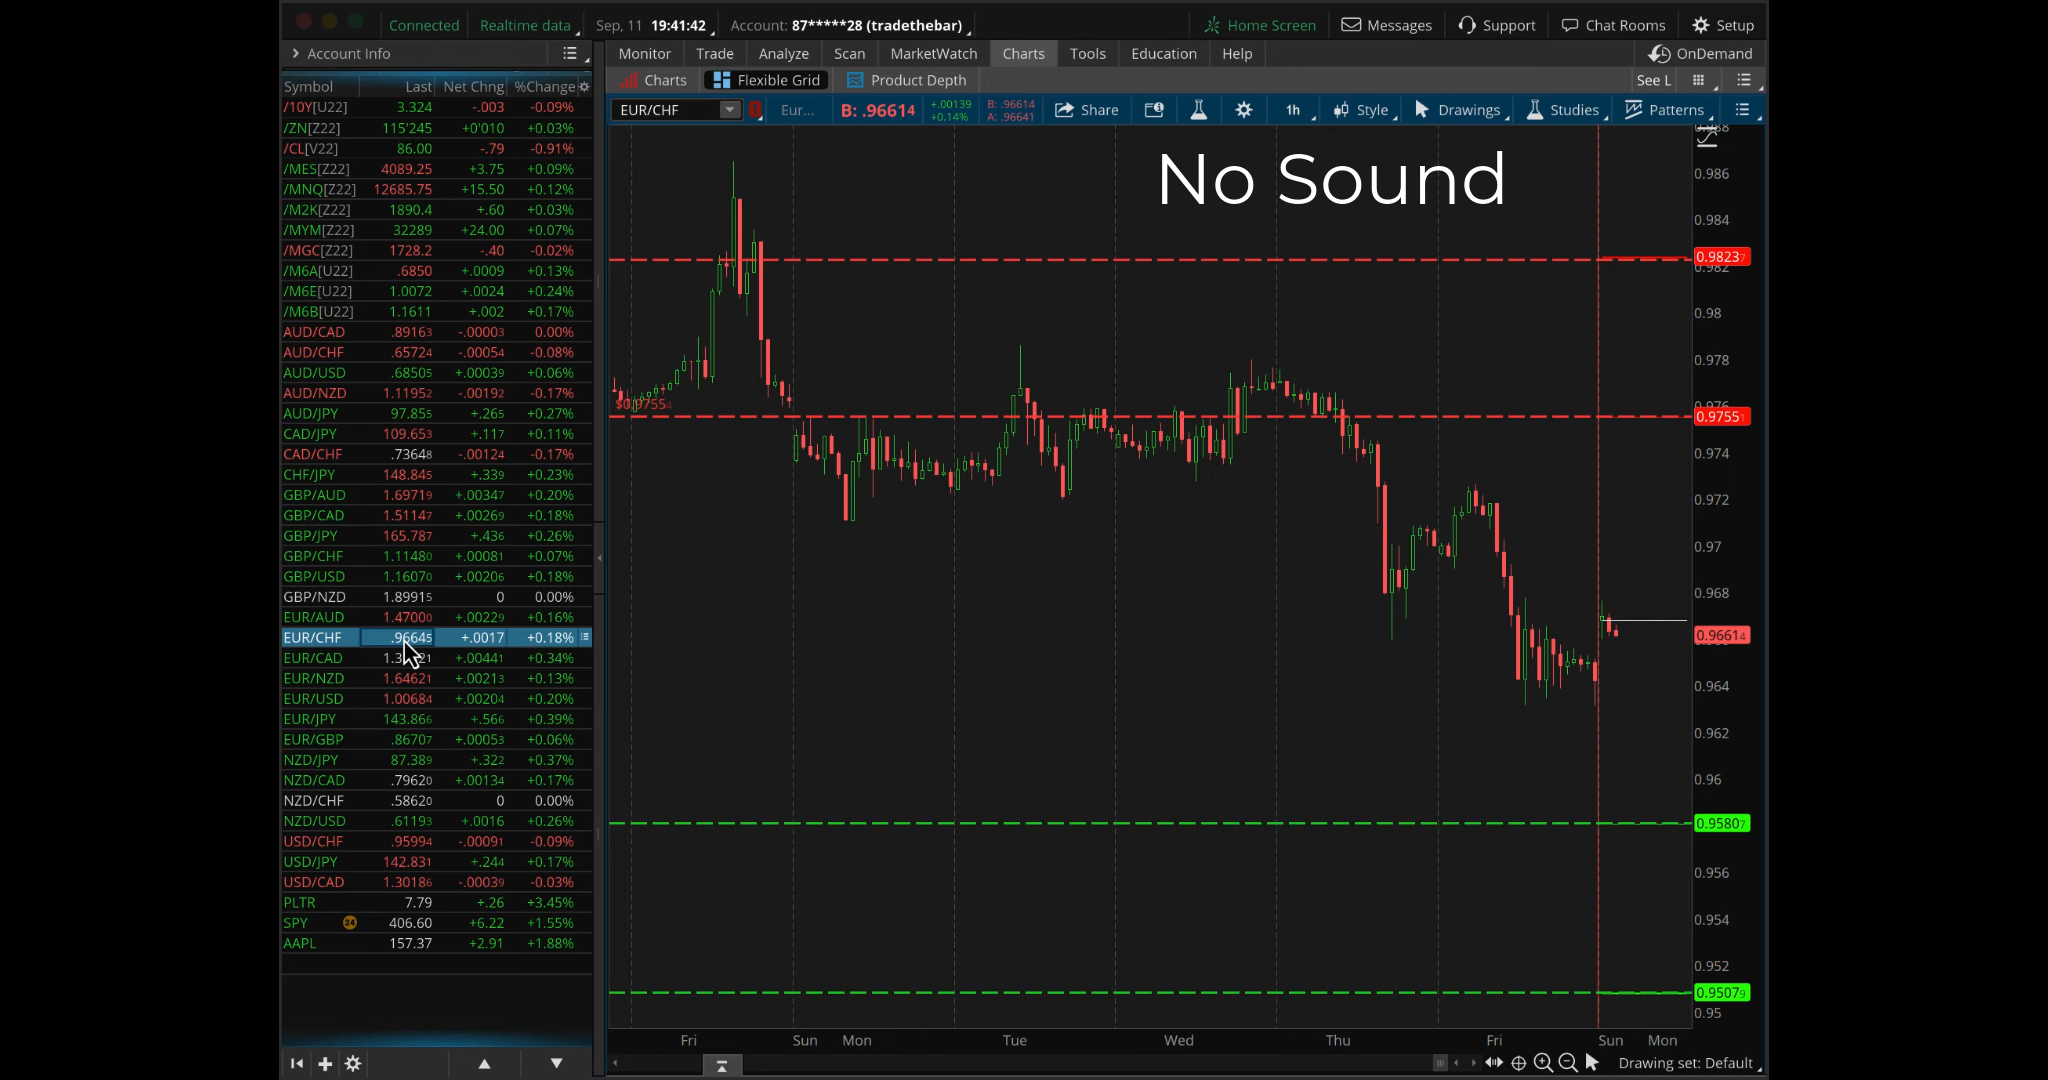 Connected Realtime data Sep, 11 19:41:42 Account: 87*****28 (tradethebar) Home Screen Messages Support Chat Rooms Setup
Account Info
Monitor Trade Analyze Scan MarketWatch Charts Tools Education Help OnDemand
Charts Flexible Grid Product Depth See L
EUR/CHF Eur... B: .96614 +.00139 +0.14% B: .96614 A: .96641 Share 1h Style Drawings Studies Patterns
No Sound
Symbol Last Net Chng %Change
/10Y[U22] 3.324 -.003 -0.09%
/ZN[Z22] 115'245 +0'010 +0.03%
/CL[V22] 86.00 -.79 -0.91%
/MES[Z22] 4089.25 +3.75 +0.09%
/MNQ[Z22] 12685.75 +15.50 +0.12%
/M2K[Z22] 1890.4 +.60 +0.03%
/MYM[Z22] 32289 +24.00 +0.07%
/MGC[Z22] 1728.2 -.40 -0.02%
/M6A[U22] .6850 +.0009 +0.13%
/M6E[U22] 1.0072 +.0024 +0.24%
/M6B[U22] 1.1611 +.002 +0.17%
AUD/CAD .89163 -.00003 0.00%
AUD/CHF .65724 -.00054 -0.08%
AUD/USD .68505 +.00039 +0.06%
AUD/NZD 1.11952 -.00192 -0.17%
AUD/JPY 97.855 +.265 +0.27%
CAD/JPY 109.653 +.117 +0.11%
CAD/CHF .73648 -.00124 -0.17%
CHF/JPY 148.845 +.339 +0.23%
GBP/AUD 1.69719 +.00347 +0.20%
GBP/CAD 1.51147 +.00269 +0.18%
GBP/JPY 165.787 +.436 +0.26%
GBP/CHF 1.11480 +.00081 +0.07%
GBP/USD 1.16070 +.00206 +0.18%
GBP/NZD 1.89915 0 0.00%
EUR/AUD 1.47000 +.00229 +0.16%
EUR/CHF .96645 +.0017 +0.18%
EUR/CAD +.00441 +0.34%
EUR/NZD 1.64621 +.00213 +0.13%
EUR/USD 1.00684 +.00204 +0.20%
EUR/JPY 143.866 +.566 +0.39%
EUR/GBP .86707 +.00053 +0.06%
NZD/JPY 87.389 +.322 +0.37%
NZD/CAD .79620 +.00134 +0.17%
NZD/CHF .58620 0 0.00%
NZD/USD .61193 +.0016 +0.26%
USD/CHF .95994 -.00091 -0.09%
USD/JPY 142.831 +.244 +0.17%
USD/CAD 1.30186 -.00039 -0.03%
PLTR 7.79 +.26 +3.45%
SPY 24 406.60 +6.22 +1.55%
AAPL 157.37 +2.91 +1.88%
$0.97554
0.986
0.984
0.98237
0.982
0.98
0.978
0.976
0.97551
0.974
0.972
0.97
0.968
0.96614
0.964
0.962
0.96
0.95807
0.956
0.954
0.952
0.95079
0.95
Fri Sun Mon Tue Wed Thu Fri Sun Mon
Drawing set: Default